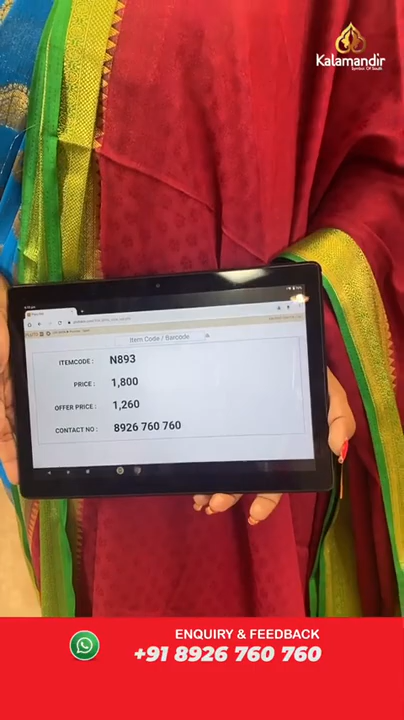 Kalamandir
Symbol Of South
Item Code / Barcode
ITEMCODE : N893
PRICE : 1,800
OFFER PRICE : 1,260
CONTACT NO : 8926 760 760
ENQUIRY & FEEDBACK
+91 8926 760 760